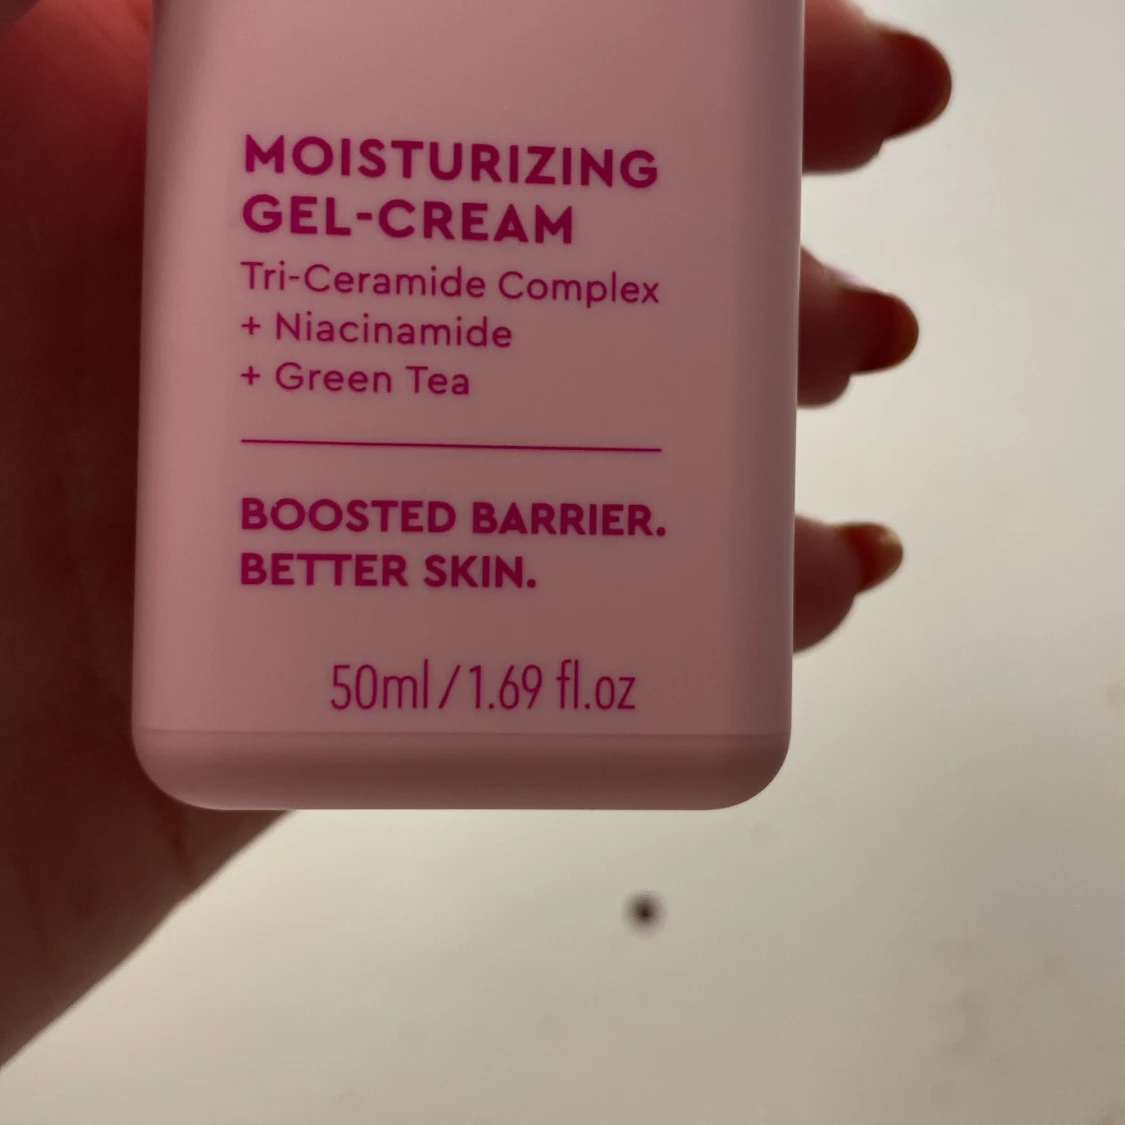 MOISTURIZING
GEL-CREAM
Tri-Ceramide Complex
+ Niacinamide
+ Green Tea
BOOSTED BARRIER.
BETTER SKIN.
50ml/1.69 fl.oz